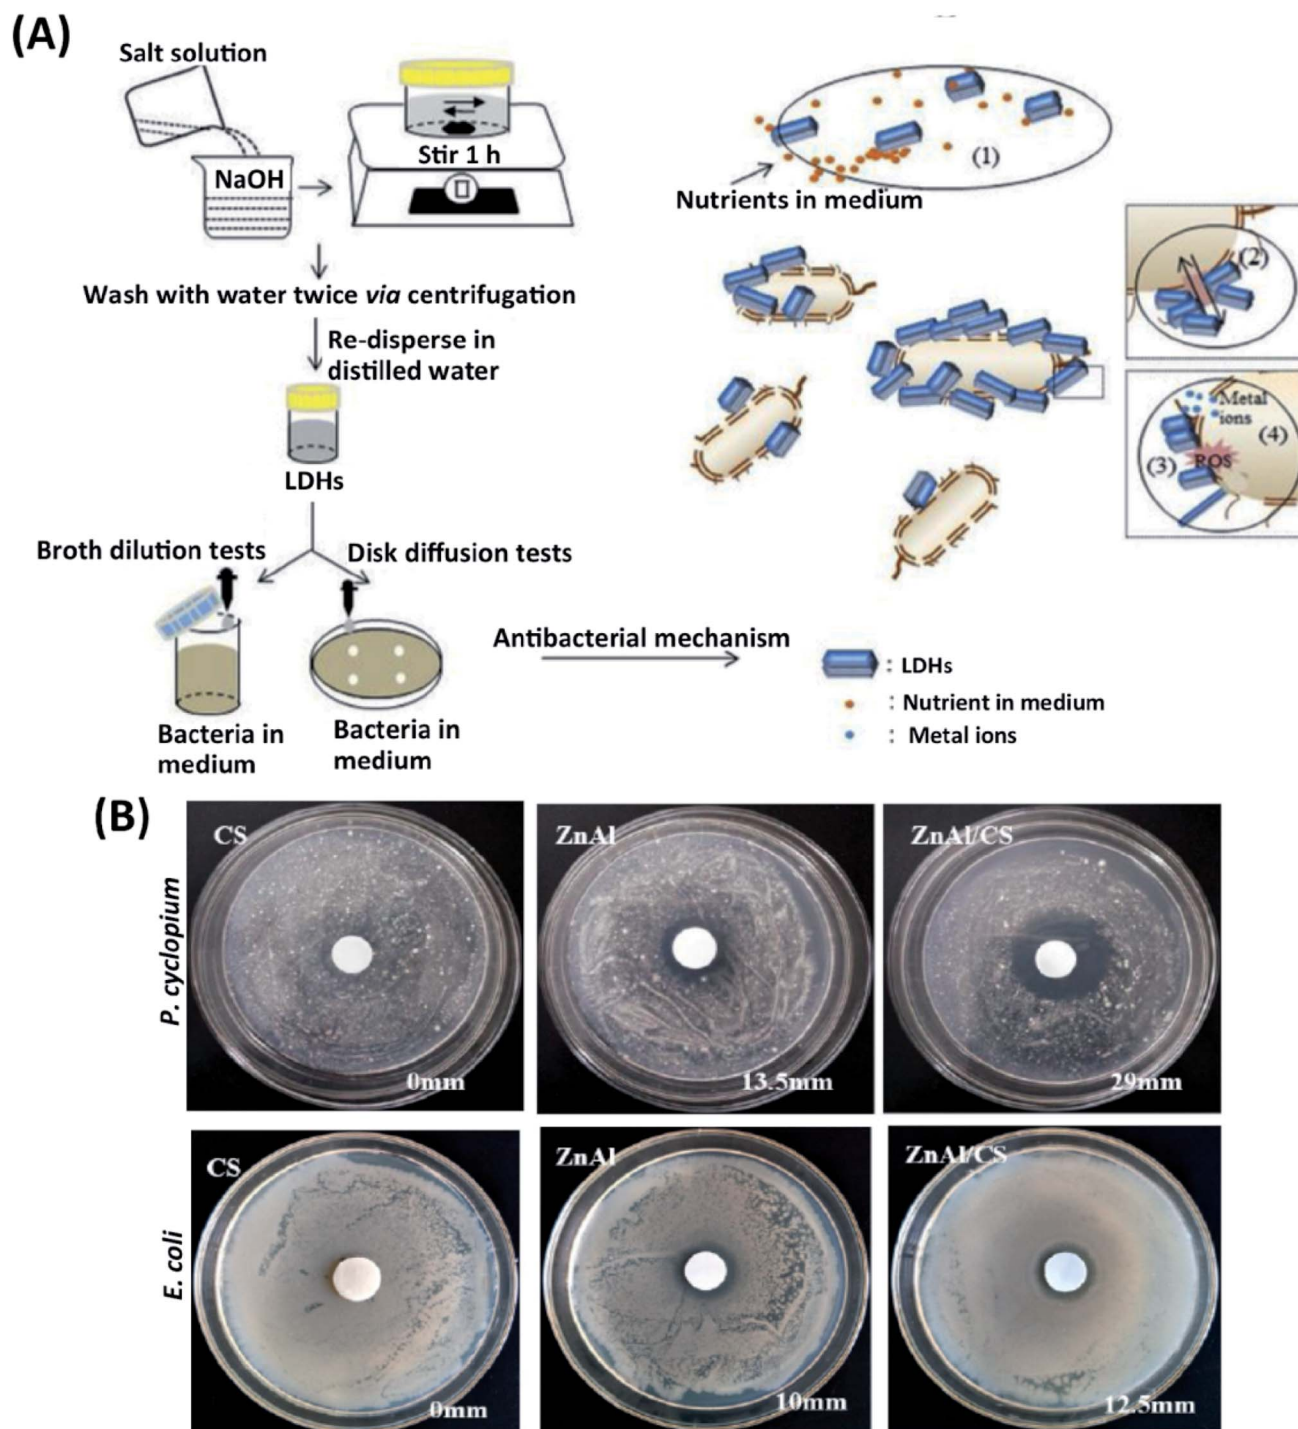 (A)
Salt solution
NaOH
Stir 1 h
Wash with water twice via centrifugation
Re-disperse in
distilled water
LDHs
Broth dilution tests
Disk diffusion tests
Bacteria in
medium
Bacteria in
medium
Antibacterial mechanism
(1)
Nutrients in medium
(2)
Metal
ions
(4)
(3)
ROS
: LDHs
: Nutrient in medium
: Metal ions
(B)
P. cyclopium
CS
0mm
ZnAl
13.5mm
ZnAl/CS
29mm
E. coli
CS
0mm
ZnAl
10mm
ZnAl/CS
12.5mm